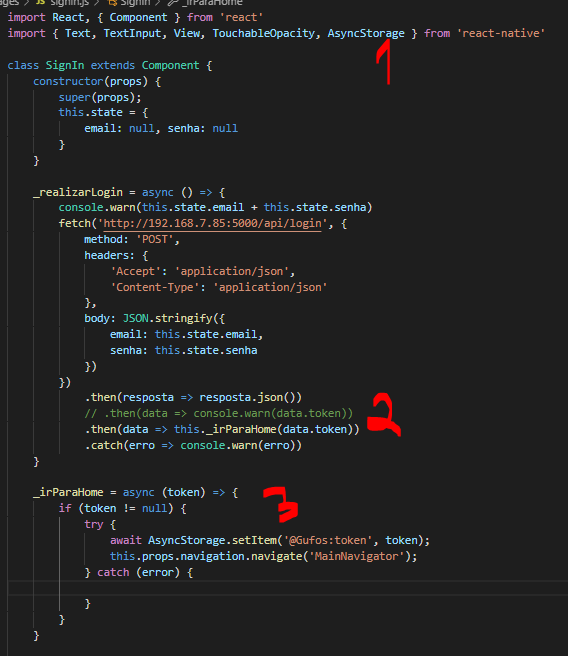 ages > JS signin.js > SignIn > _irParaHome
import React, { Component } from 'react'
import { Text, TextInput, View, TouchableOpacity, AsyncStorage } from 'react-native'
1
class SignIn extends Component {
constructor(props) {
super(props);
this.state = {
email: null, senha: null
}
}
_realizarLogin = async () => {
console.warn(this.state.email + this.state.senha)
fetch('http://192.168.7.85:5000/api/login', {
method: 'POST',
headers: {
'Accept': 'application/json',
'Content-Type': 'application/json'
},
body: JSON.stringify({
email: this.state.email,
senha: this.state.senha
})
})
.then(resposta => resposta.json())
// .then(data => console.warn(data.token))
.then(data => this._irParaHome(data.token)) 2
.catch(erro => console.warn(erro))
}
_irParaHome = async (token) => { 3
if (token != null) {
try {
await AsyncStorage.setItem('@Gufos:token', token);
this.props.navigation.navigate('MainNavigator');
} catch (error) {
}
}
}